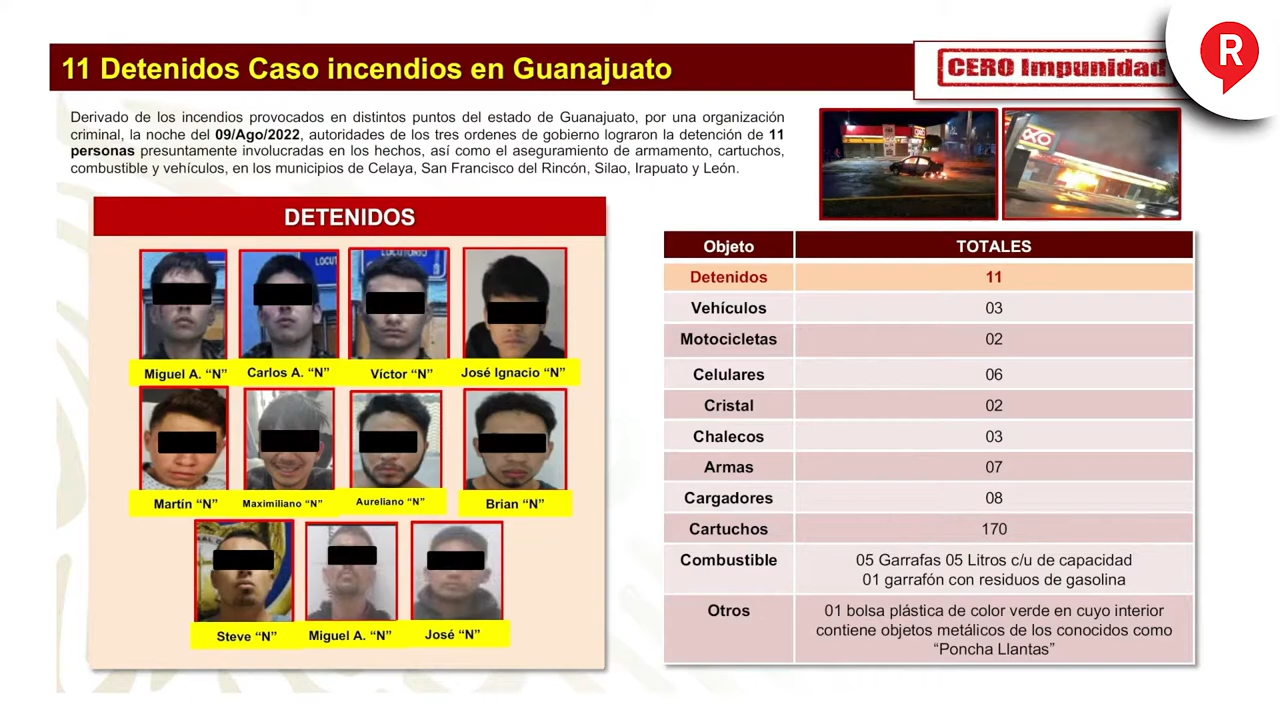 11 Detenidos Caso incendios en Guanajuato
CERO Impunidad
R
Derivado de los incendios provocados en distintos puntos del estado de Guanajuato, por una organización
criminal, la noche del 09/Ago/2022, autoridades de los tres ordenes de gobierno lograron la detención de 11
personas presuntamente involucradas en los hechos, así como el aseguramiento de armamento, cartuchos,
combustible y vehículos, en los municipios de Celaya, San Francisco del Rincón, Silao, Irapuato y León.
OXO
DETENIDOS
LOCUT
LOCUT
LOCUTORIO
Miguel A. “N”
Carlos A. “N”
Víctor “N”
José Ignacio “N”
Martín “N”
Maximiliano “N”
Aureliano “N”
Brian “N”
Steve “N”
Miguel A. “N”
José “N”
Objeto TOTALES
Detenidos 11
Vehículos 03
Motocicletas 02
Celulares 06
Cristal 02
Chalecos 03
Armas 07
Cargadores 08
Cartuchos 170
Combustible 05 Garrafas 05 Litros c/u de capacidad
01 garrafón con residuos de gasolina
Otros 01 bolsa plástica de color verde en cuyo interior
contiene objetos metálicos de los conocidos como
“Poncha Llantas”